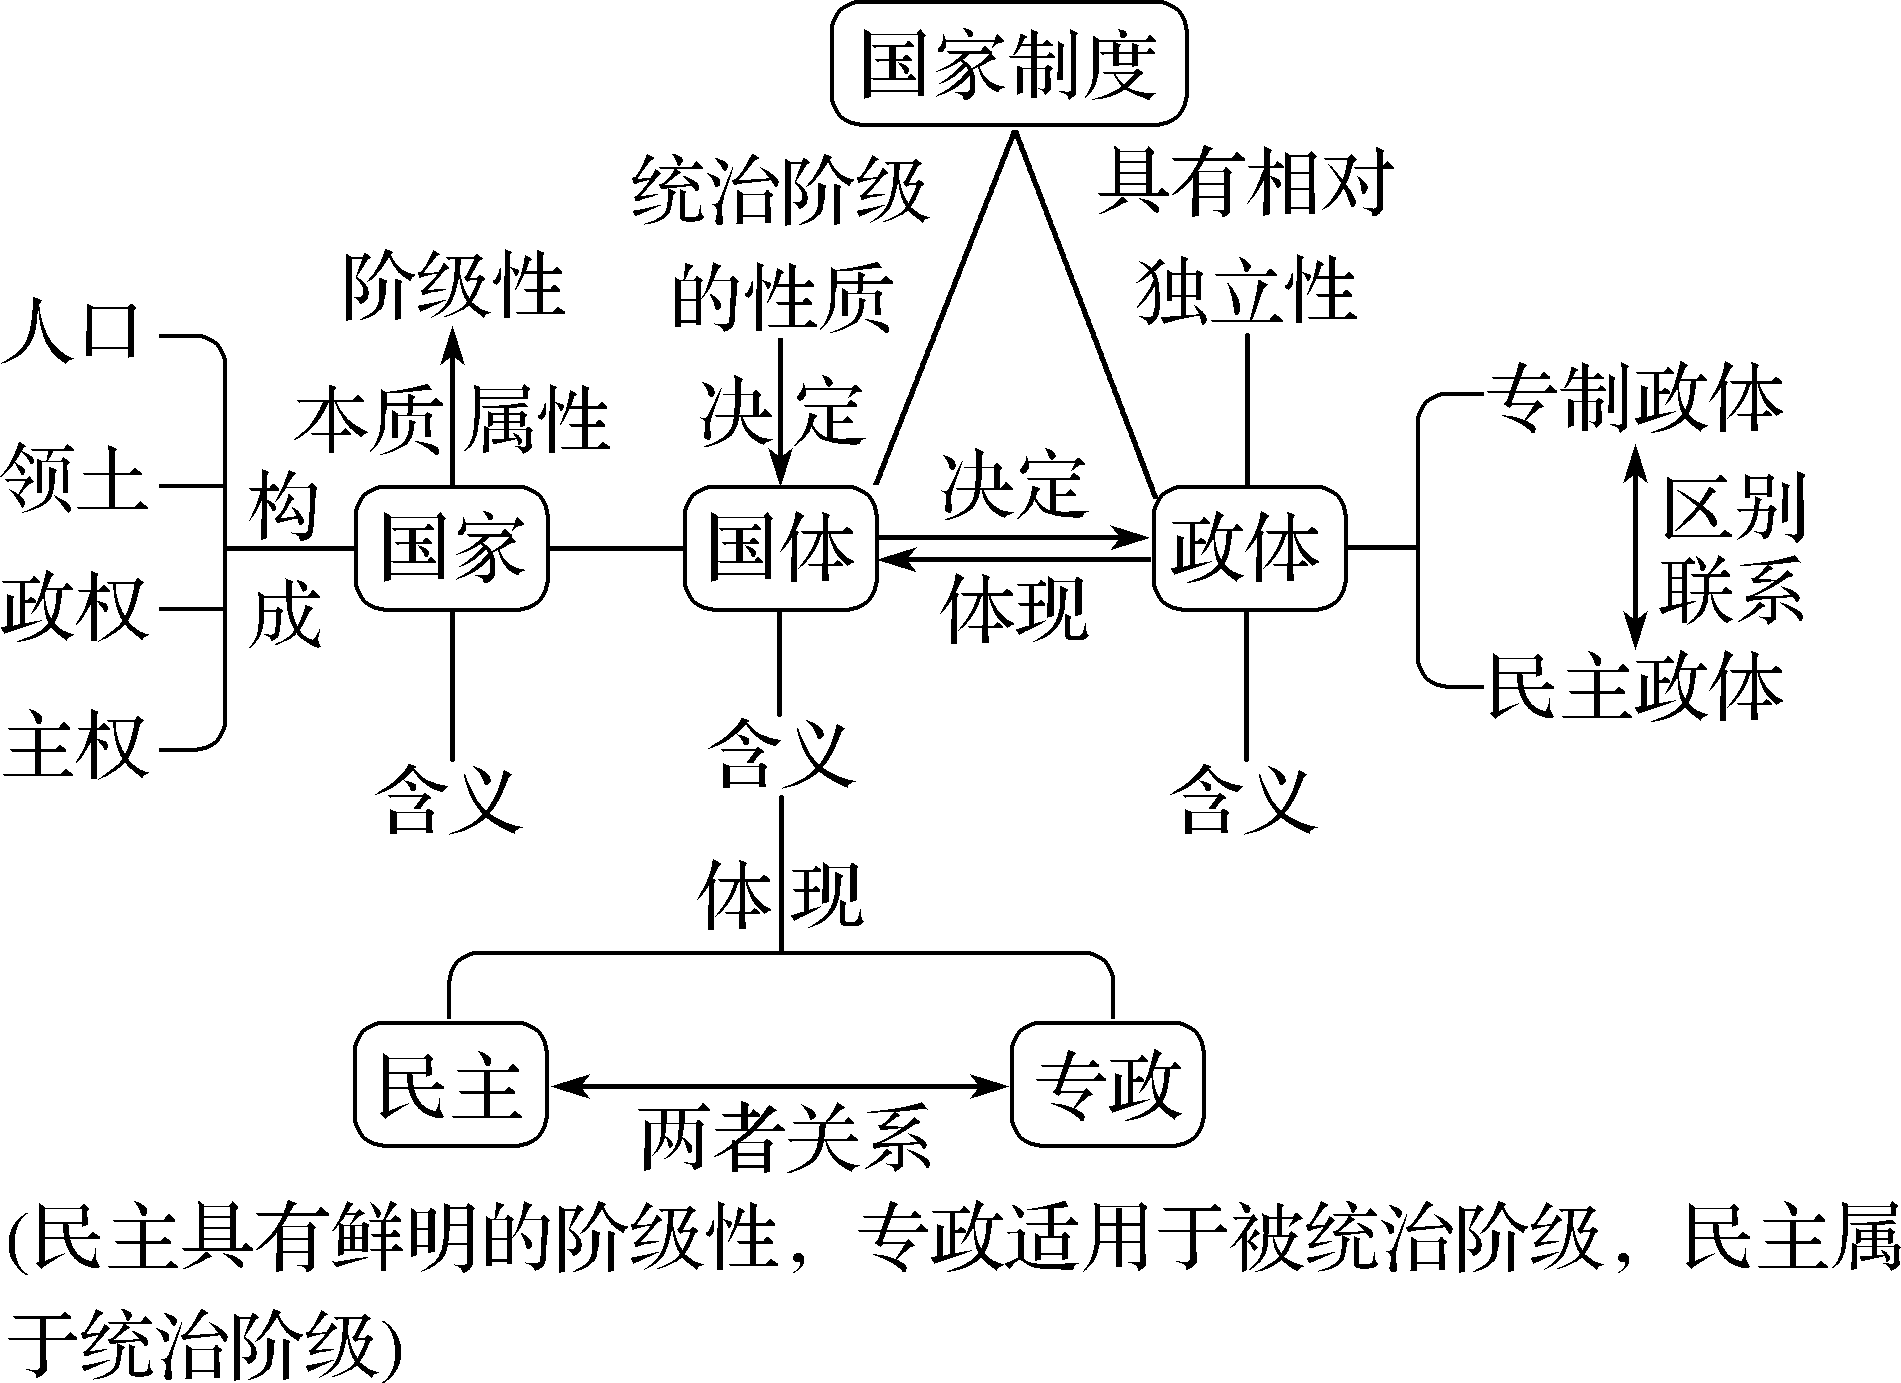 国家制度
统治阶级
的性质
具有相对
独立性
阶级性
本质属性
决定
人口
领土
政权
主权
构
成
国家
国体
决定
体现
政体
专制政体
区别
联系
民主政体
含义
含义
含义
体现
民主
专政
两者关系
(民主具有鲜明的阶级性，专政适用于被统治阶级，民主属
于统治阶级)